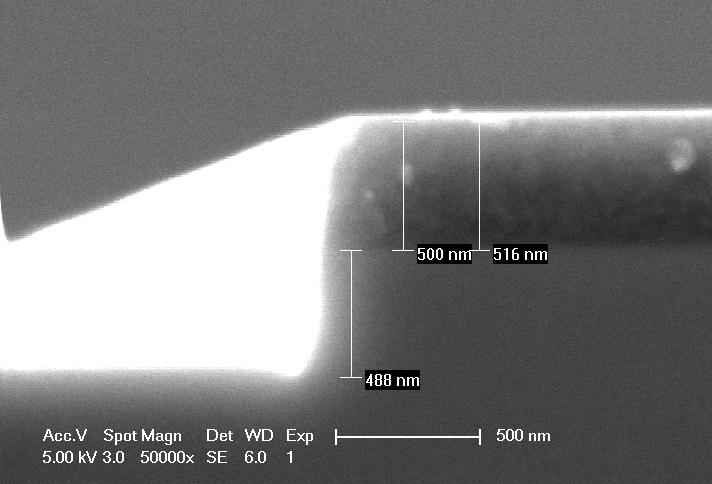 500 nm
516 nm
488 nm
Acc.V Spot Magn Det WD Exp
500 nm
5.00 kV 3.0 50000x SE 6.0 1